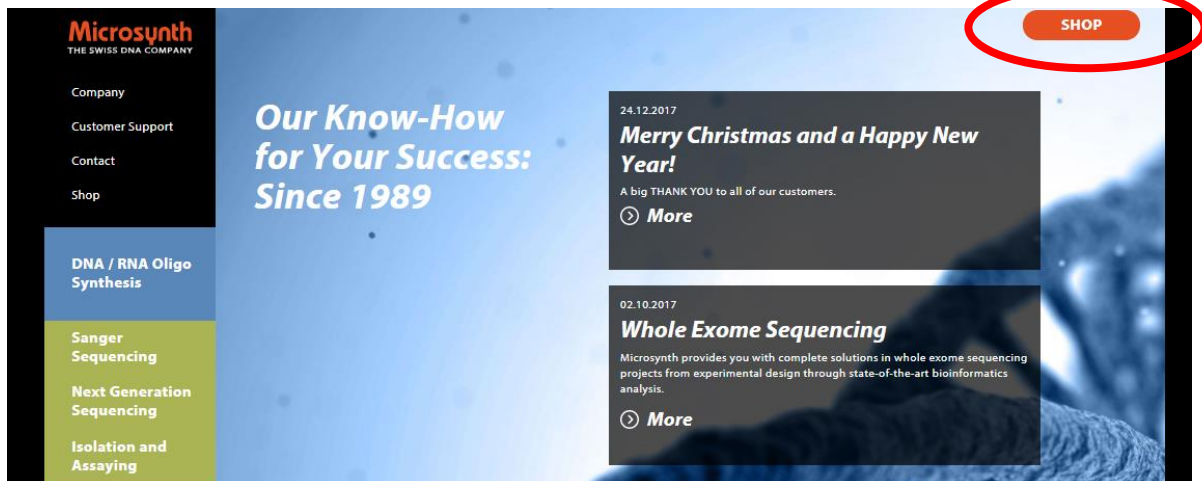 Microsynth
THE SWISS DNA COMPANY
Company
Customer Support
Contact
Shop
DNA / RNA Oligo
Synthesis
Sanger
Sequencing
Next Generation
Sequencing
Isolation and
Assaying
Our Know-How
for Your Success:
Since 1989
SHOP
24.12.2017
Merry Christmas and a Happy New
Year!
A big THANK YOU to all of our customers.
More
02.10.2017
Whole Exome Sequencing
Microsynth provides you with complete solutions in whole exome sequencing
projects from experimental design through state-of-the-art bioinformatics
analysis.
More